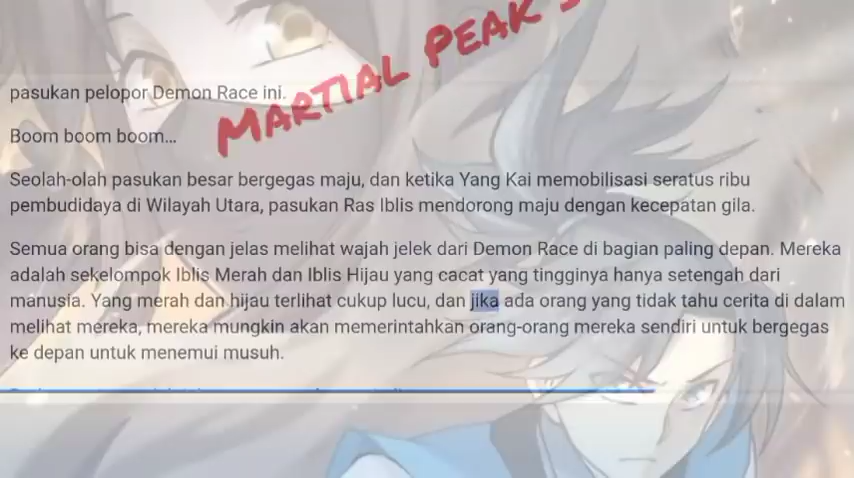 MARTIAL PEAK
pasukan pelopor Demon Race ini.
Boom boom boom...
Seolah-olah pasukan besar bergegas maju, dan ketika Yang Kai memobilisasi seratus ribu
pembudidaya di Wilayah Utara, pasukan Ras Iblis mendorong maju dengan kecepatan gila.
Semua orang bisa dengan jelas melihat wajah jelek dari Demon Race di bagian paling depan. Mereka
adalah sekelompok Iblis Merah dan Iblis Hijau yang cacat yang tingginya hanya setengah dari
manusia. Yang merah dan hijau terlihat cukup lucu, dan jika ada orang yang tidak tahu cerita di dalam
melihat mereka, mereka mungkin akan memerintahkan orang-orang mereka sendiri untuk bergegas
ke depan untuk menemui musuh.